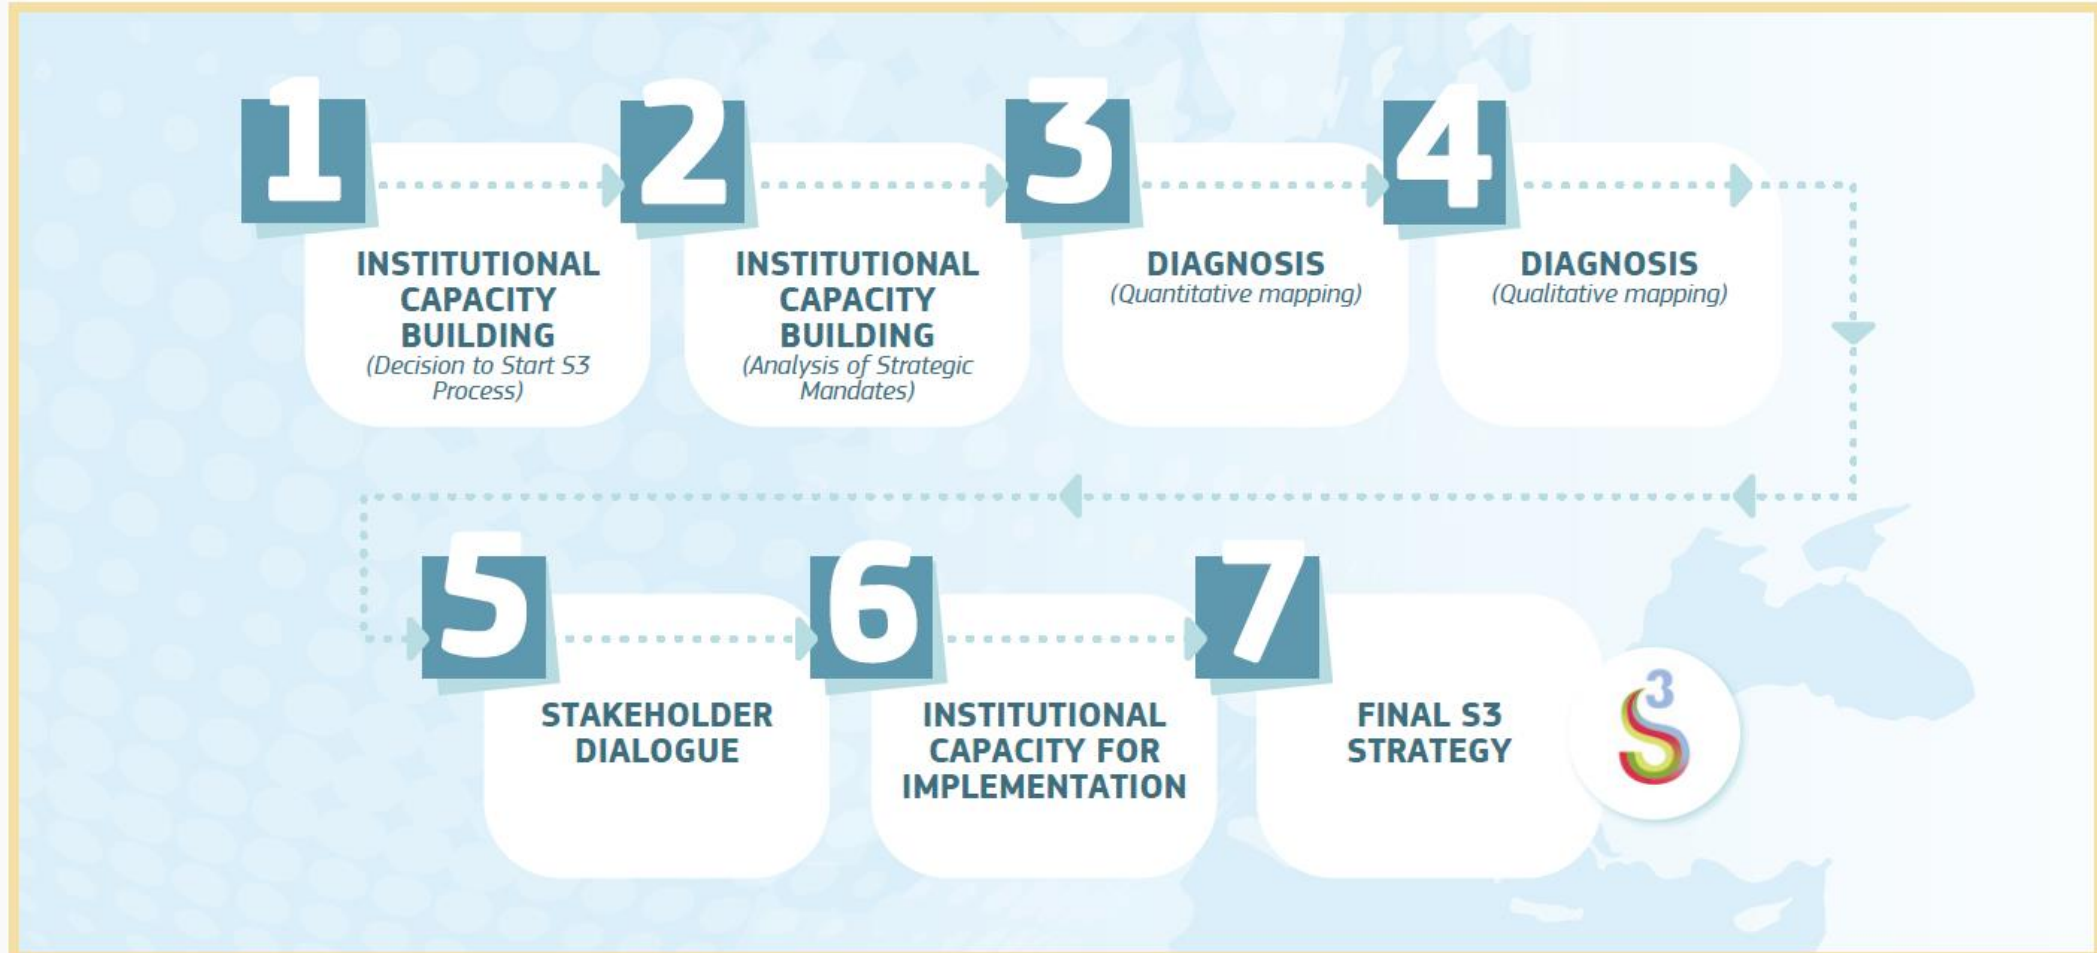 1
INSTITUTIONAL
CAPACITY
BUILDING
(Decision to Start S3
Process)
2
INSTITUTIONAL
CAPACITY
BUILDING
(Analysis of Strategic
Mandates)
3
DIAGNOSIS
(Quantitative mapping)
4
DIAGNOSIS
(Qualitative mapping)
5
STAKEHOLDER
DIALOGUE
6
INSTITUTIONAL
CAPACITY FOR
IMPLEMENTATION
7
FINAL S3
STRATEGY
S3